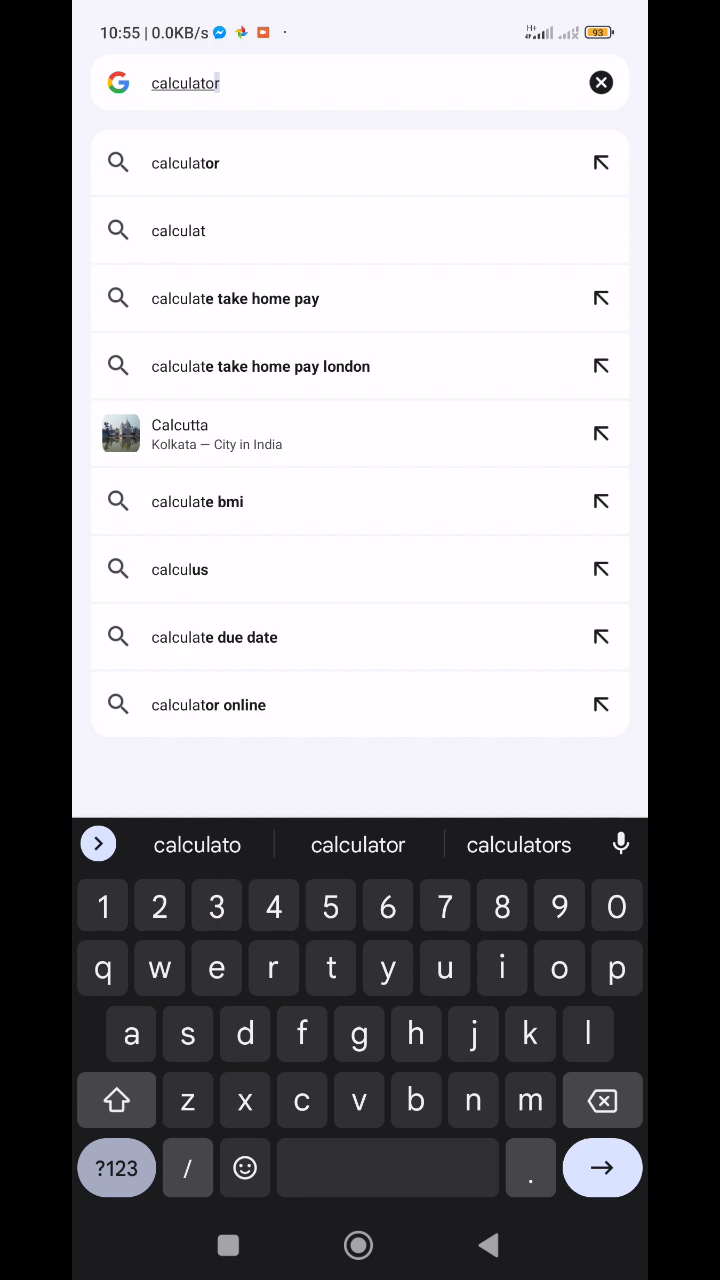 10:55 | 0.0KB/s
H+
93
calculator
calculator
calculat
calculate take home pay
calculate take home pay london
Calcutta
Kolkata — City in India
calculate bmi
calculus
calculate due date
calculator online
calculato calculator calculators
1 2 3 4 5 6 7 8 9 0
q w e r t y u i o p
a s d f g h j k l
z x c v b n m
?123 / .